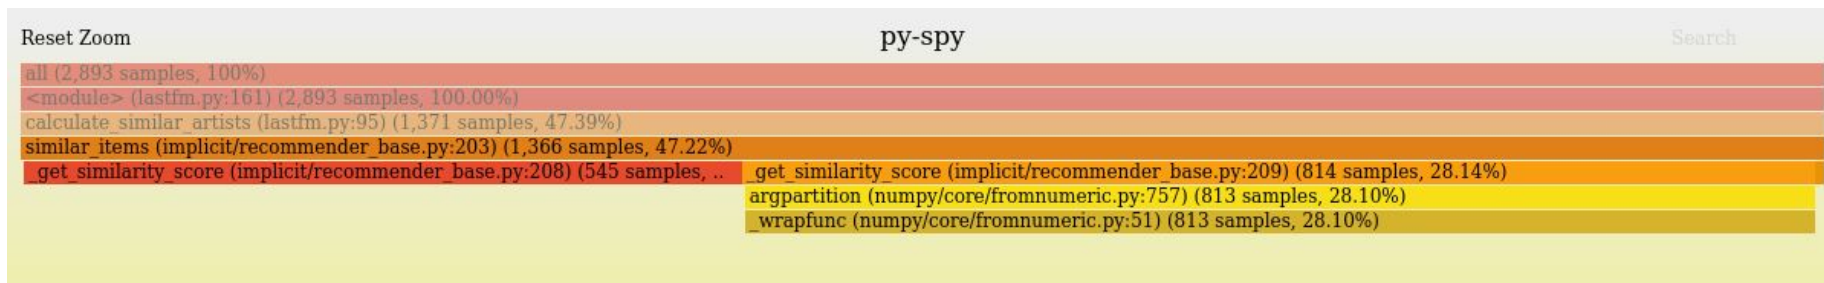 Reset Zoom py-spy Search
all (2,893 samples, 100%)
<module> (lastfm.py:161) (2,893 samples, 100.00%)
calculate_similar_artists (lastfm.py:95) (1,371 samples, 47.39%)
similar_items (implicit/recommender_base.py:203) (1,366 samples, 47.22%)
_get_similarity_score (implicit/recommender_base.py:208) (545 samples, .. _get_similarity_score (implicit/recommender_base.py:209) (814 samples, 28.14%)
argpartition (numpy/core/fromnumeric.py:757) (813 samples, 28.10%)
_wrapfunc (numpy/core/fromnumeric.py:51) (813 samples, 28.10%)